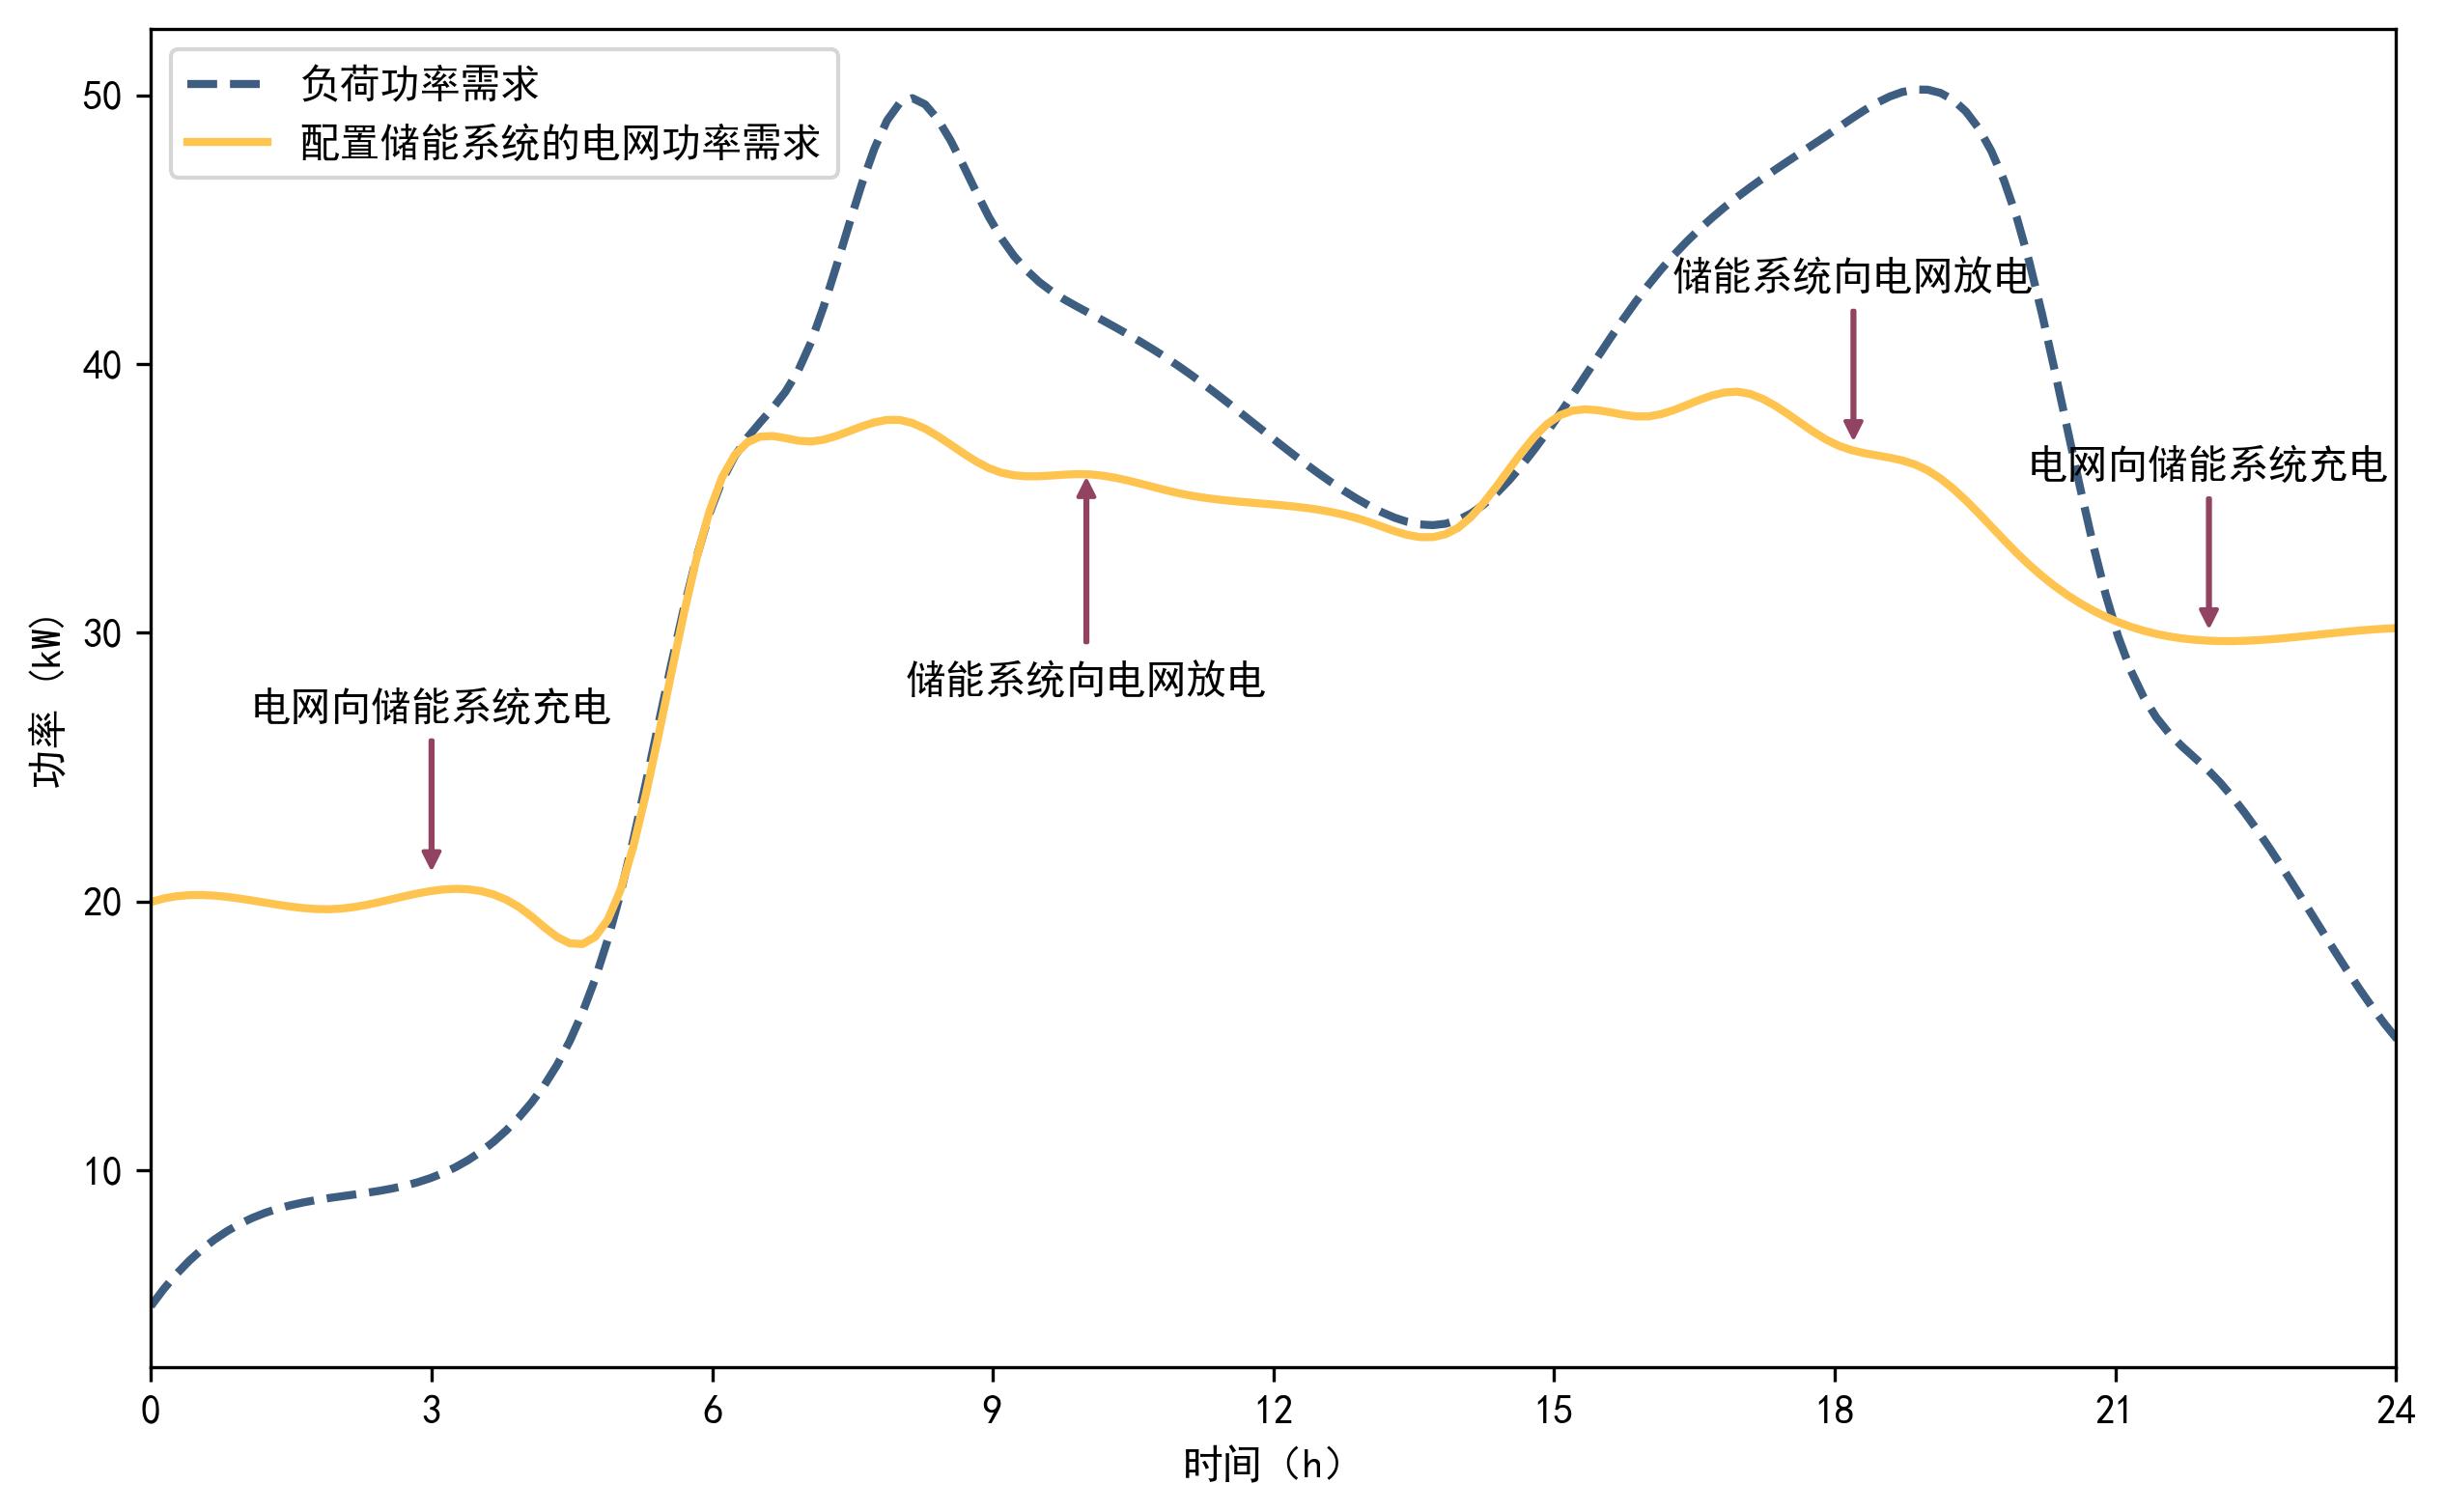 负荷功率需求
配置储能系统的电网功率需求
50
40
30
20
10
功率（kW）
储能系统向电网放电
电网向储能系统充电
储能系统向电网放电
电网向储能系统充电
0 3 6 9 12 15 18 21 24
时间（h）